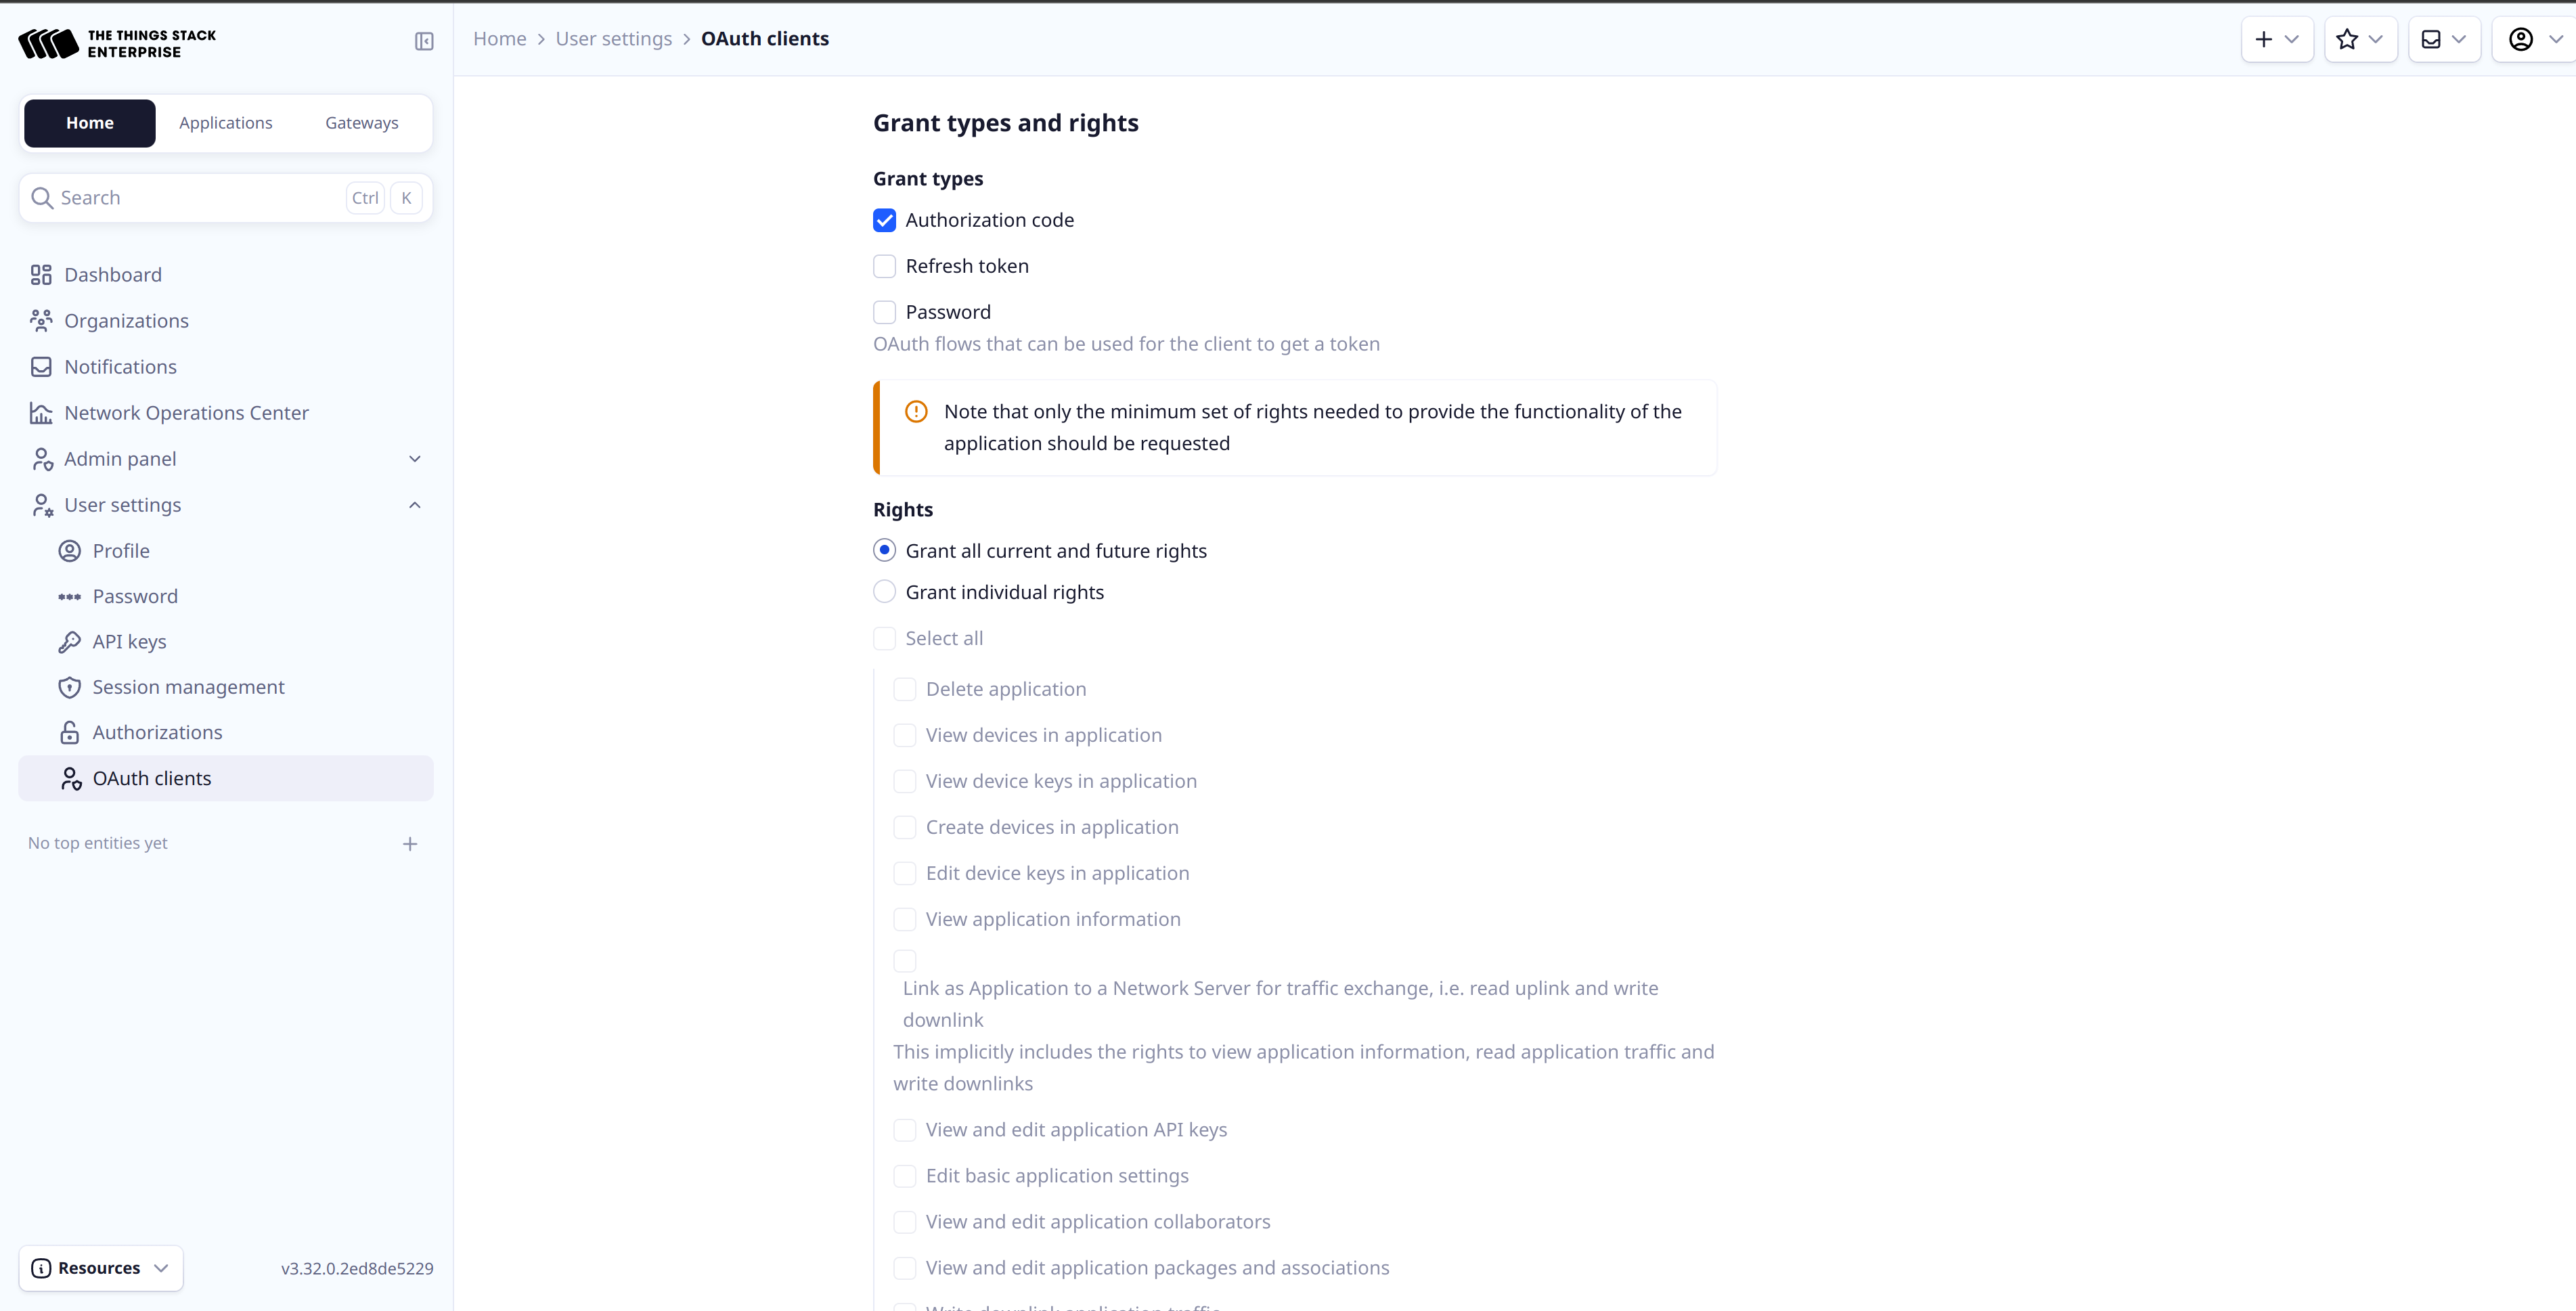 THE THINGS STACK
ENTERPRISE
Home
Applications
Gateways
Search
Ctrl
K
Dashboard
Organizations
Notifications
Network Operations Center
Admin panel
User settings
Profile
Password
API keys
Session management
Authorizations
OAuth clients
No top entities yet
Resources
v3.32.0.2ed8de5229
Home > User settings > OAuth clients
Grant types and rights
Grant types
Authorization code
Refresh token
Password
OAuth flows that can be used for the client to get a token
Note that only the minimum set of rights needed to provide the functionality of the
application should be requested
Rights
Grant all current and future rights
Grant individual rights
Select all
Delete application
View devices in application
View device keys in application
Create devices in application
Edit device keys in application
View application information
Link as Application to a Network Server for traffic exchange, i.e. read uplink and write
downlink
This implicitly includes the rights to view application information, read application traffic and
write downlinks
View and edit application API keys
Edit basic application settings
View and edit application collaborators
View and edit application packages and associations
Write downlink application traffic